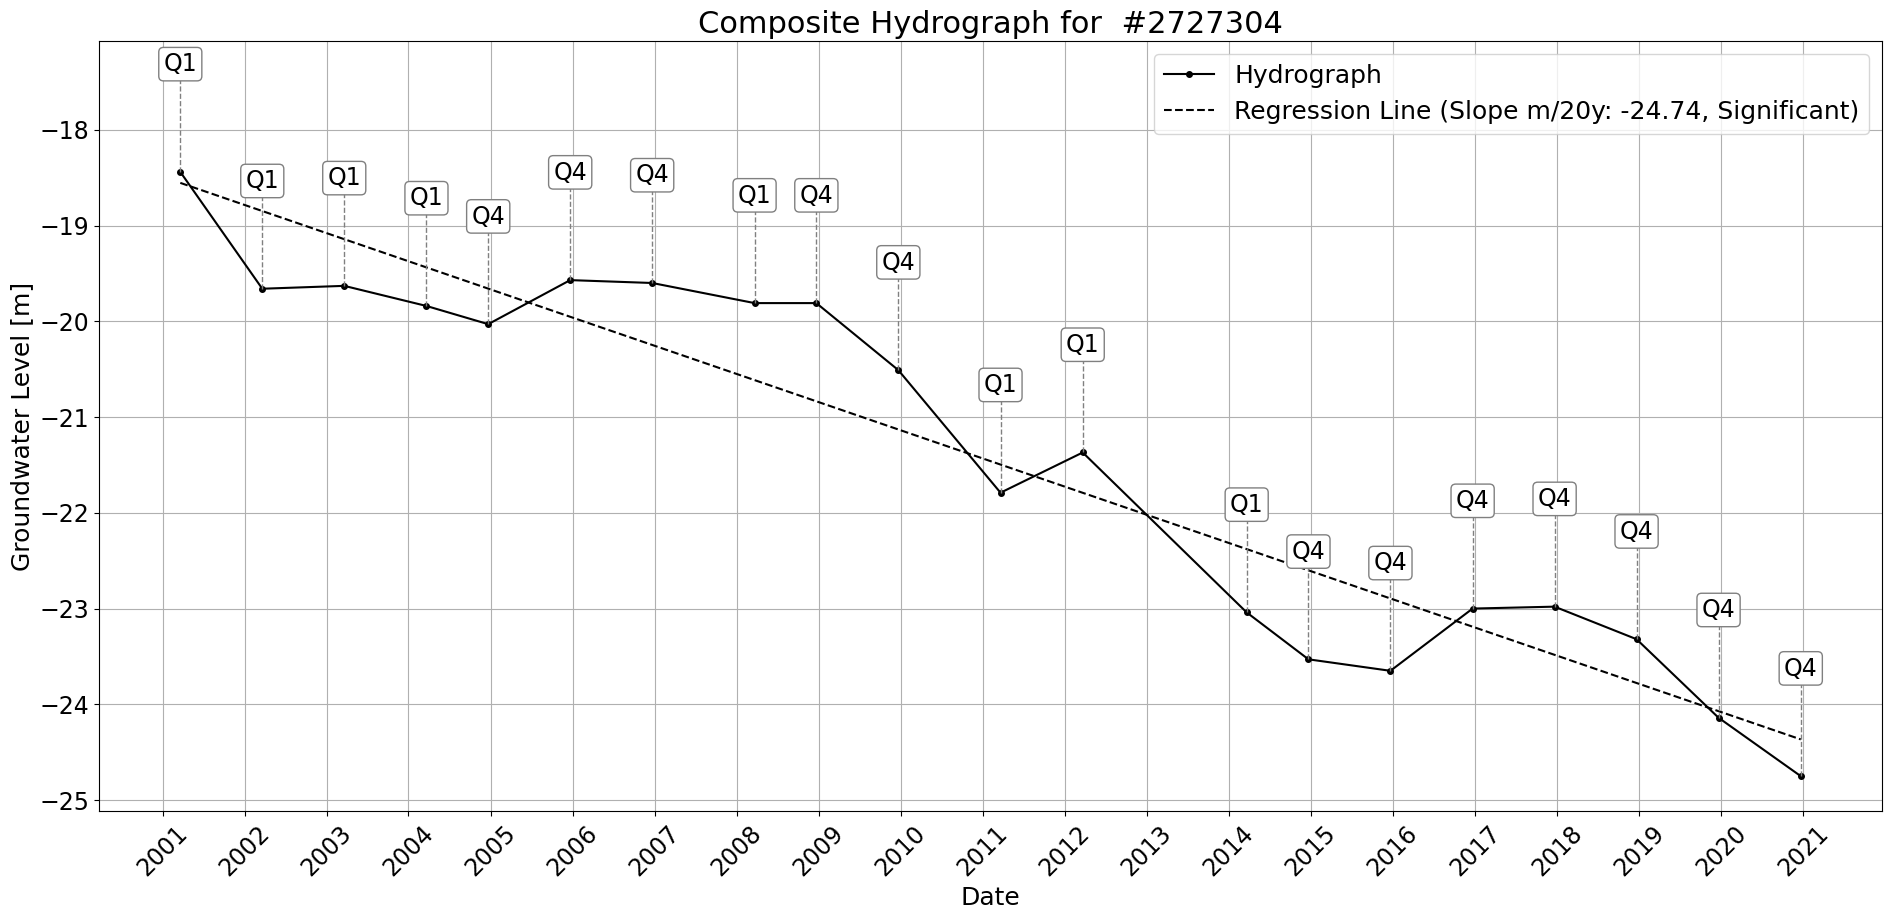 Composite Hydrograph for #2727304
Hydrograph
Regression Line (Slope m/20y: -24.74, Significant)
Groundwater Level [m]
−18
−19
−20
−21
−22
−23
−24
−25
Q1
Q1
Q1
Q1
Q4
Q4
Q4
Q1
Q4
Q4
Q1
Q1
Q1
Q4
Q4
Q4
Q4
Q4
Q4
Q4
2001
2002
2003
2004
2005
2006
2007
2008
2009
2010
2011
2012
2013
2014
2015
2016
2017
2018
2019
2020
2021
Date